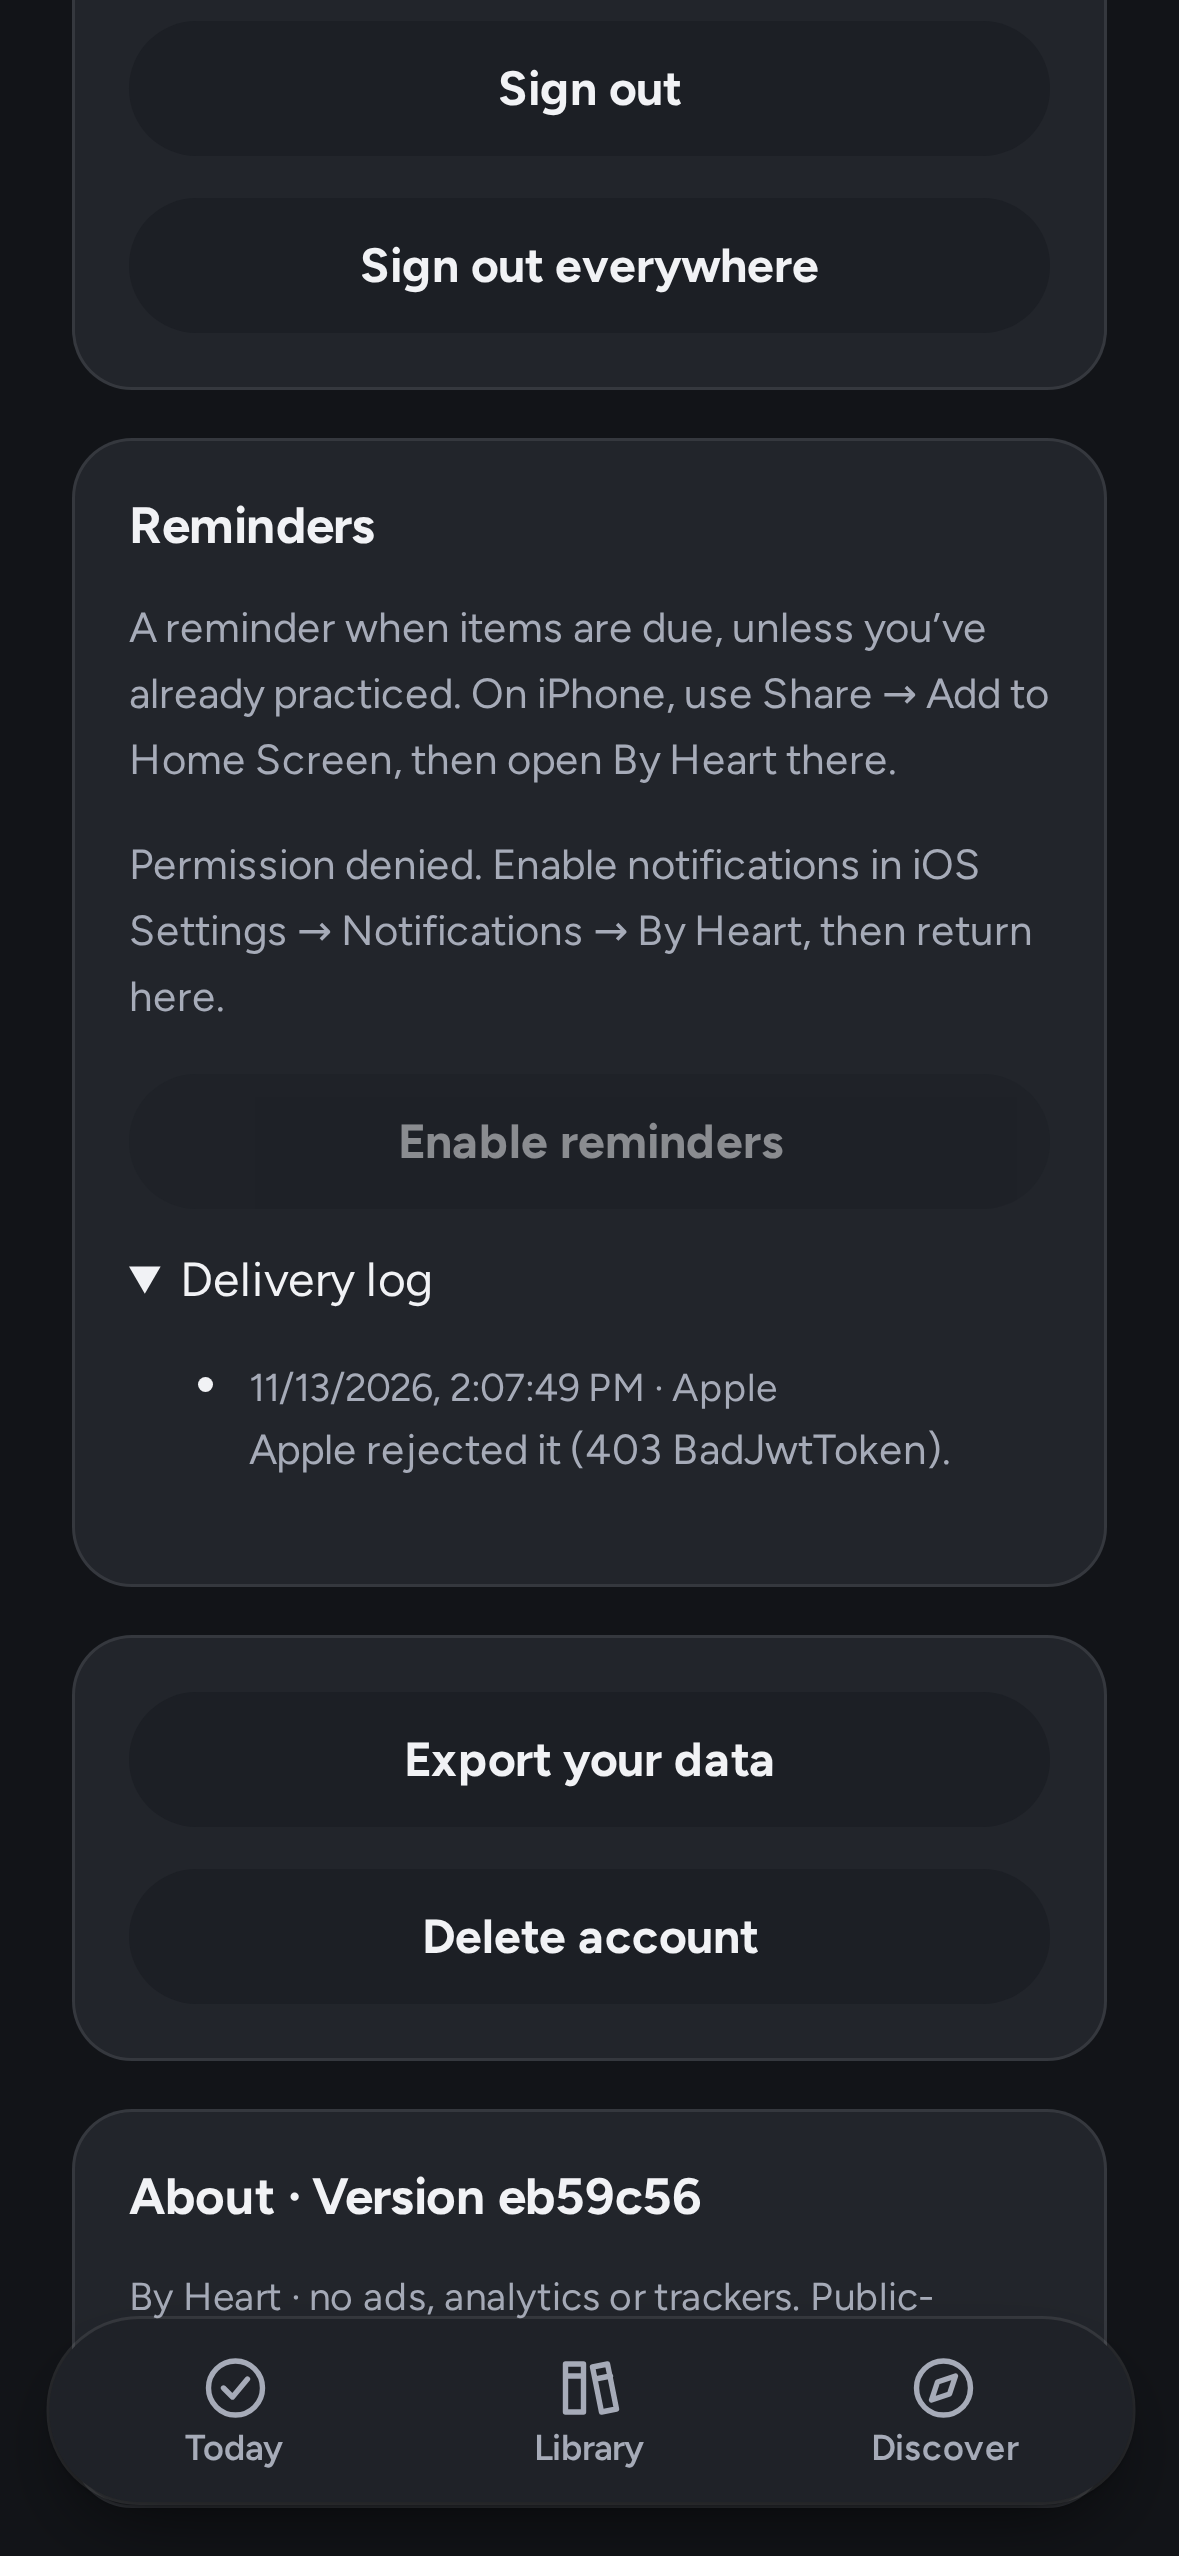 Sign out
Sign out everywhere
Reminders
A reminder when items are due, unless you’ve
already practiced. On iPhone, use Share → Add to
Home Screen, then open By Heart there.
Permission denied. Enable notifications in iOS
Settings → Notifications → By Heart, then return
here.
Enable reminders
▼ Delivery log
• 11/13/2026, 2:07:49 PM · Apple
Apple rejected it (403 BadJwtToken).
Export your data
Delete account
About · Version eb59c56
By Heart · no ads, analytics or trackers. Public-
Today
Library
Discover